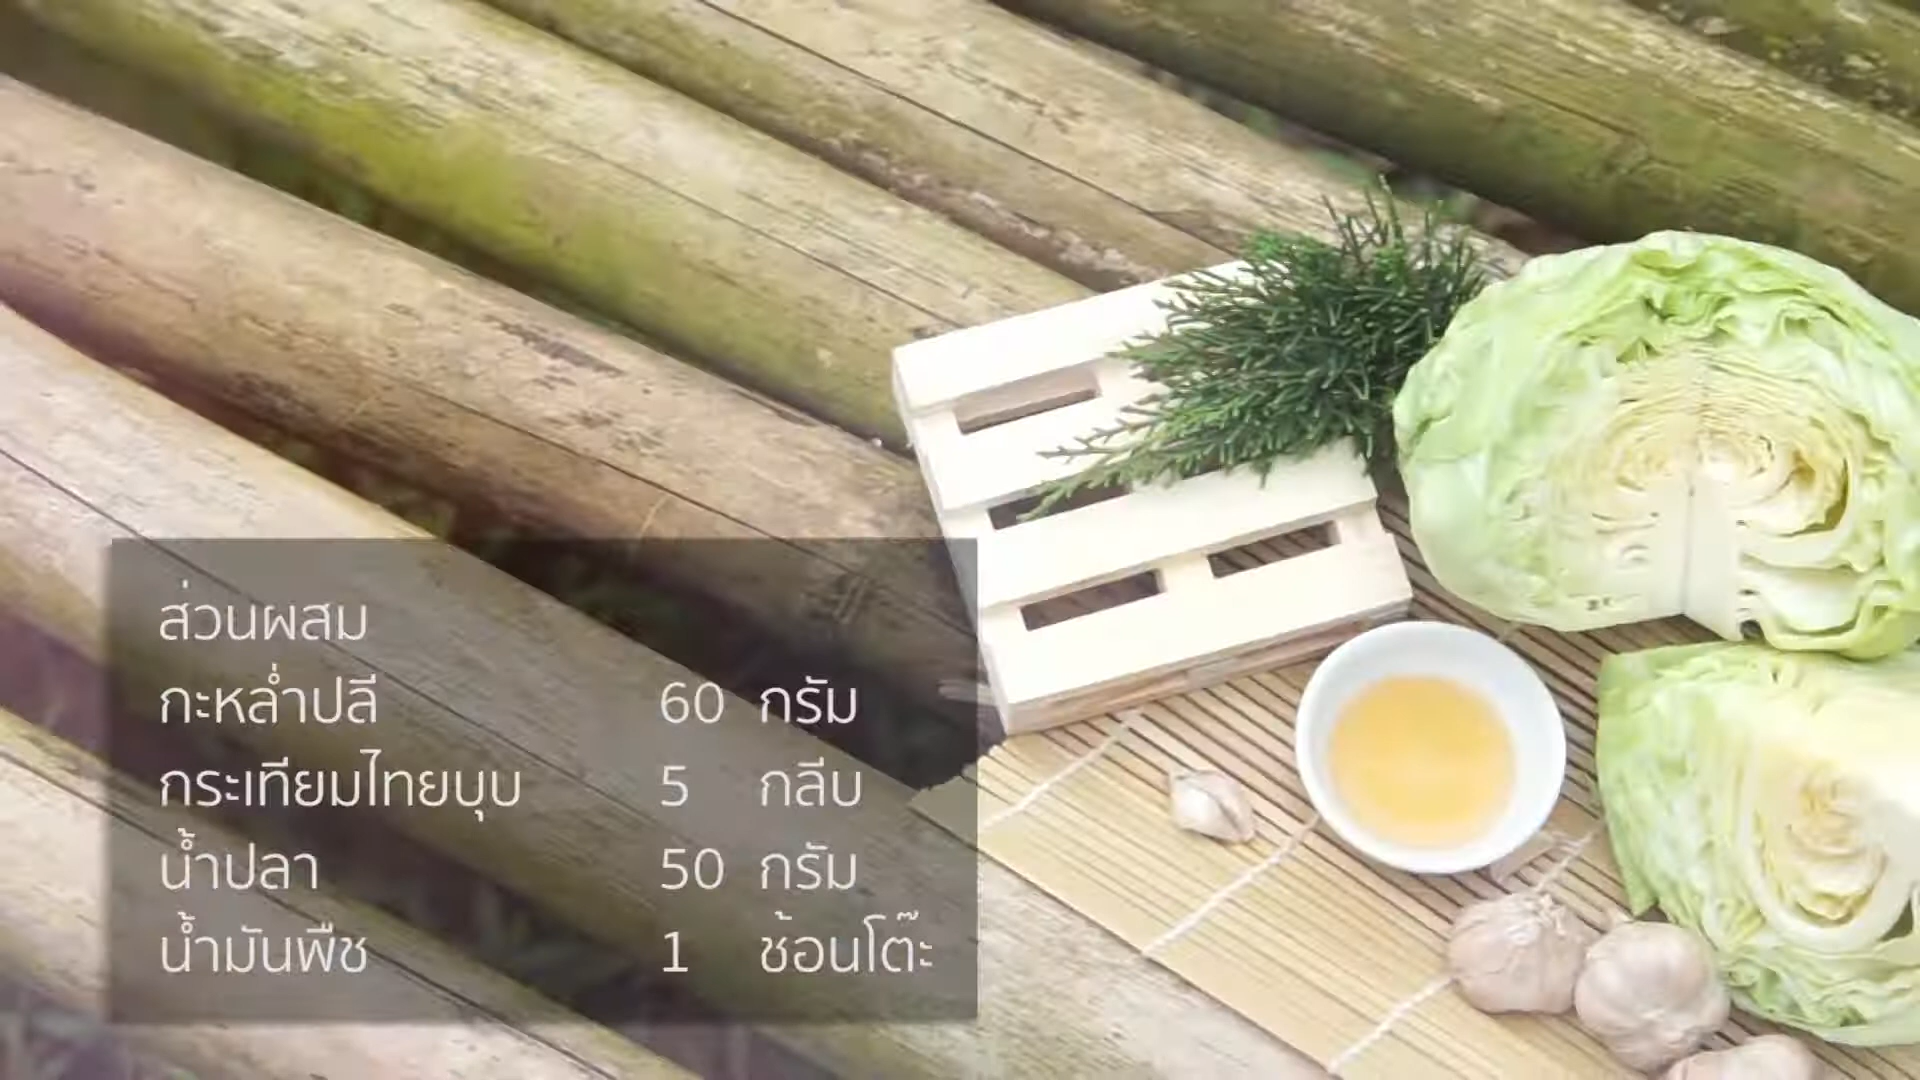 ส่วนผสม
กะหล่ำปลี 60 กรัม
กระเทียมไทยบุบ 5 กลีบ
น้ำปลา 50 กรัม
น้ำมันพืช 1 ช้อนโต๊ะ